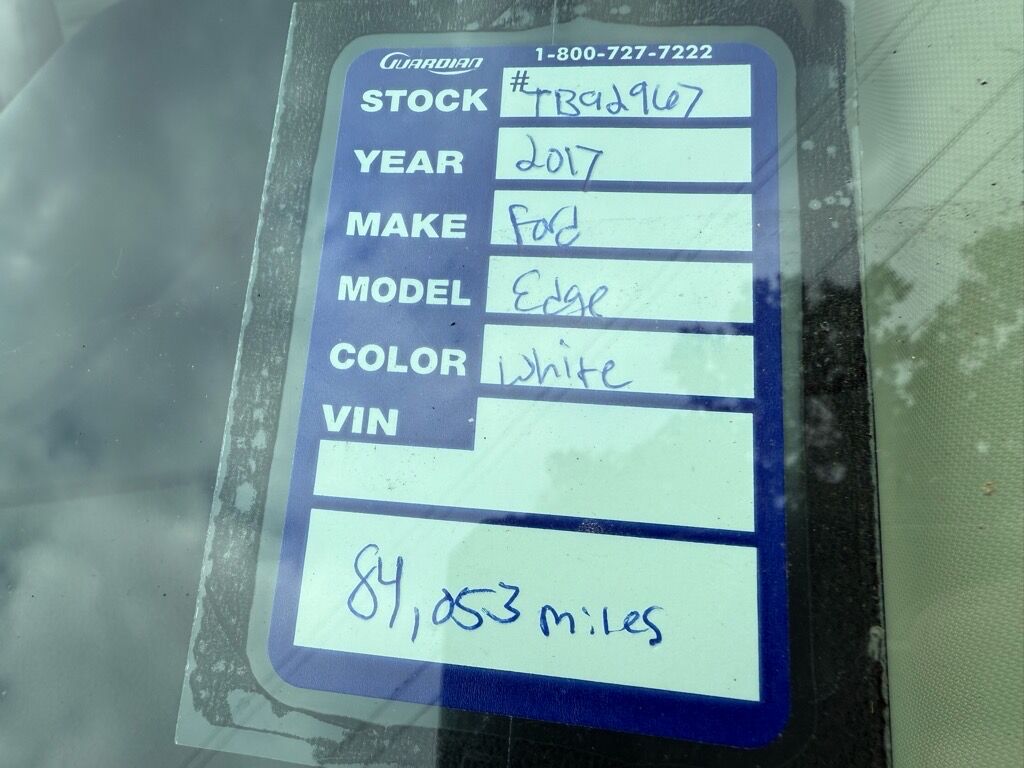 GUARDIAN 1-800-727-7222
STOCK #TB92967
YEAR 2017
MAKE Ford
MODEL Edge
COLOR White
VIN
84,053 miles